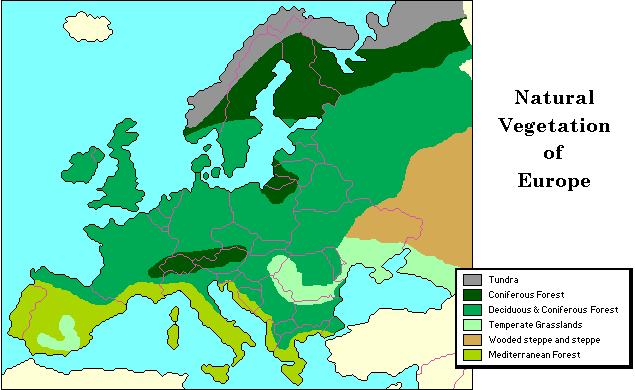 Natural
Vegetation
of
Europe
Tundra
Coniferous Forest
Deciduous & Coniferous Forest
Temperate Grasslands
Wooded steppe and steppe
Mediterranean Forest